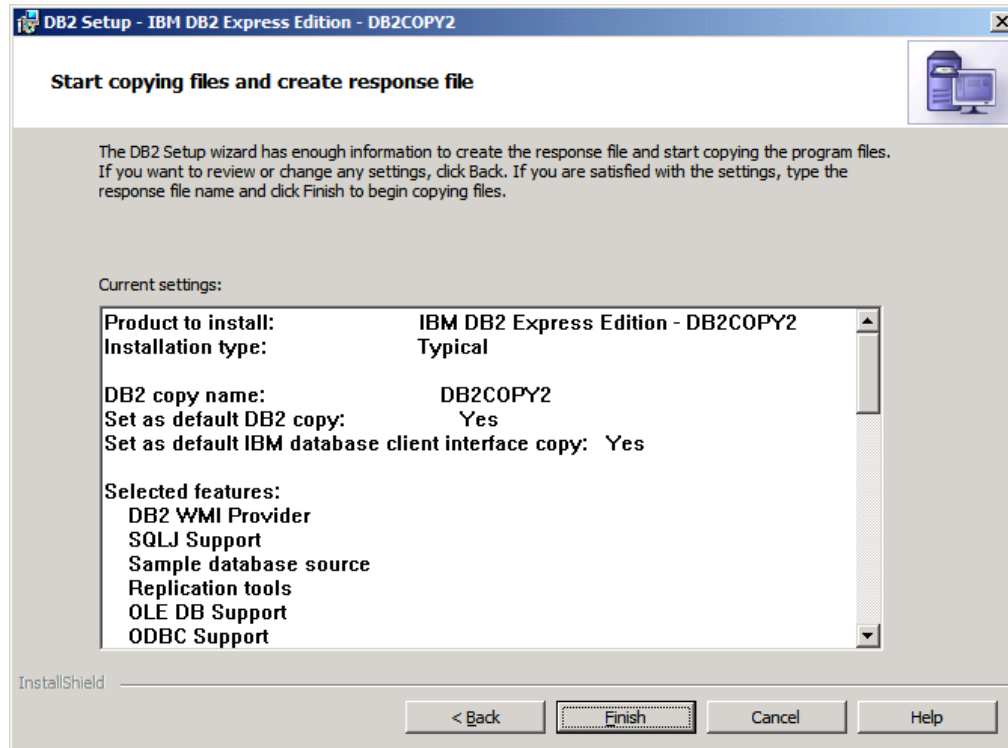 DB2 Setup - IBM DB2 Express Edition - DB2COPY2
Start copying files and create response file
The DB2 Setup wizard has enough information to create the response file and start copying the program files.
If you want to review or change any settings, click Back. If you are satisfied with the settings, type the
response file name and click Finish to begin copying files.
Current settings:
Product to install: IBM DB2 Express Edition - DB2COPY2
Installation type: Typical
DB2 copy name: DB2COPY2
Set as default DB2 copy: Yes
Set as default IBM database client interface copy: Yes
Selected features:
DB2 WMI Provider
SQLJ Support
Sample database source
Replication tools
OLE DB Support
ODBC Support
InstallShield
< Back Finish Cancel Help